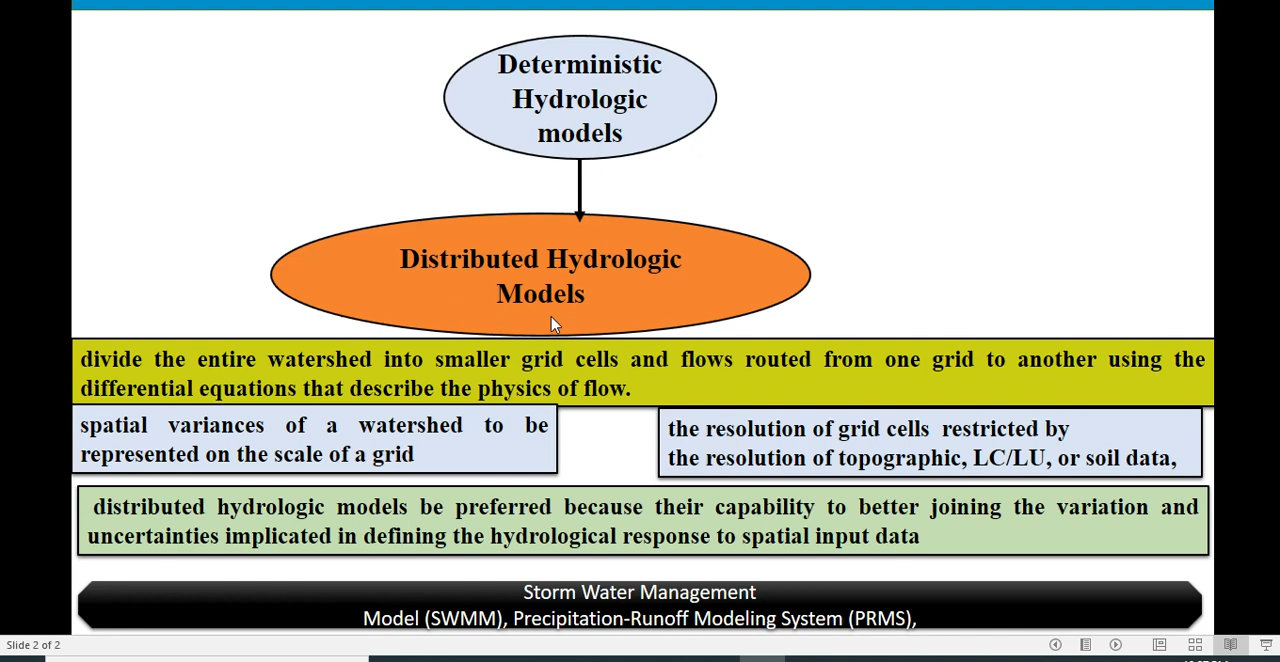 Deterministic
Hydrologic
models
Distributed Hydrologic
Models
divide the entire watershed into smaller grid cells and flows routed from one grid to another using the
differential equations that describe the physics of flow.
spatial variances of a watershed to be
represented on the scale of a grid
the resolution of grid cells restricted by
the resolution of topographic, LC/LU, or soil data,
distributed hydrologic models be preferred because their capability to better joining the variation and
uncertainties implicated in defining the hydrological response to spatial input data
Storm Water Management
Model (SWMM), Precipitation-Runoff Modeling System (PRMS),
Slide 2 of 2